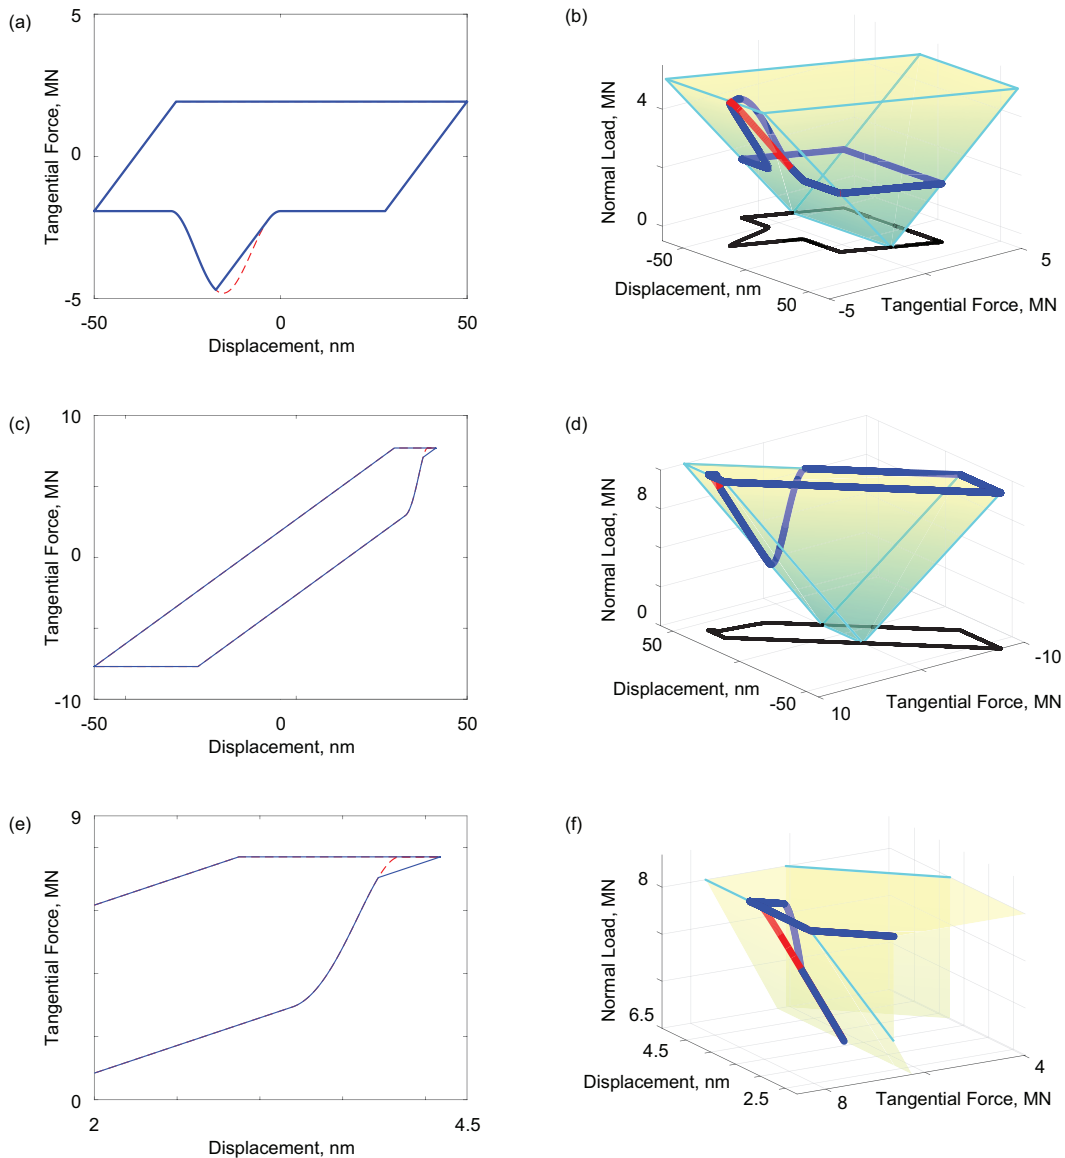 (a)
5
0
-5
Tangential Force, MN
-50
0
50
Displacement, nm
(b)
4
0
Normal Load, MN
-50
50
Displacement, nm
-5
5
Tangential Force, MN
(c)
10
0
-10
Tangential Force, MN
-50
0
50
Displacement, nm
(d)
8
0
Normal Load, MN
50
-50
Displacement, nm
10
-10
Tangential Force, MN
(e)
9
0
Tangential Force, MN
2
4.5
Displacement, nm
(f)
8
6.5
Normal Load, MN
4.5
2.5
Displacement, nm
8
4
Tangential Force, MN